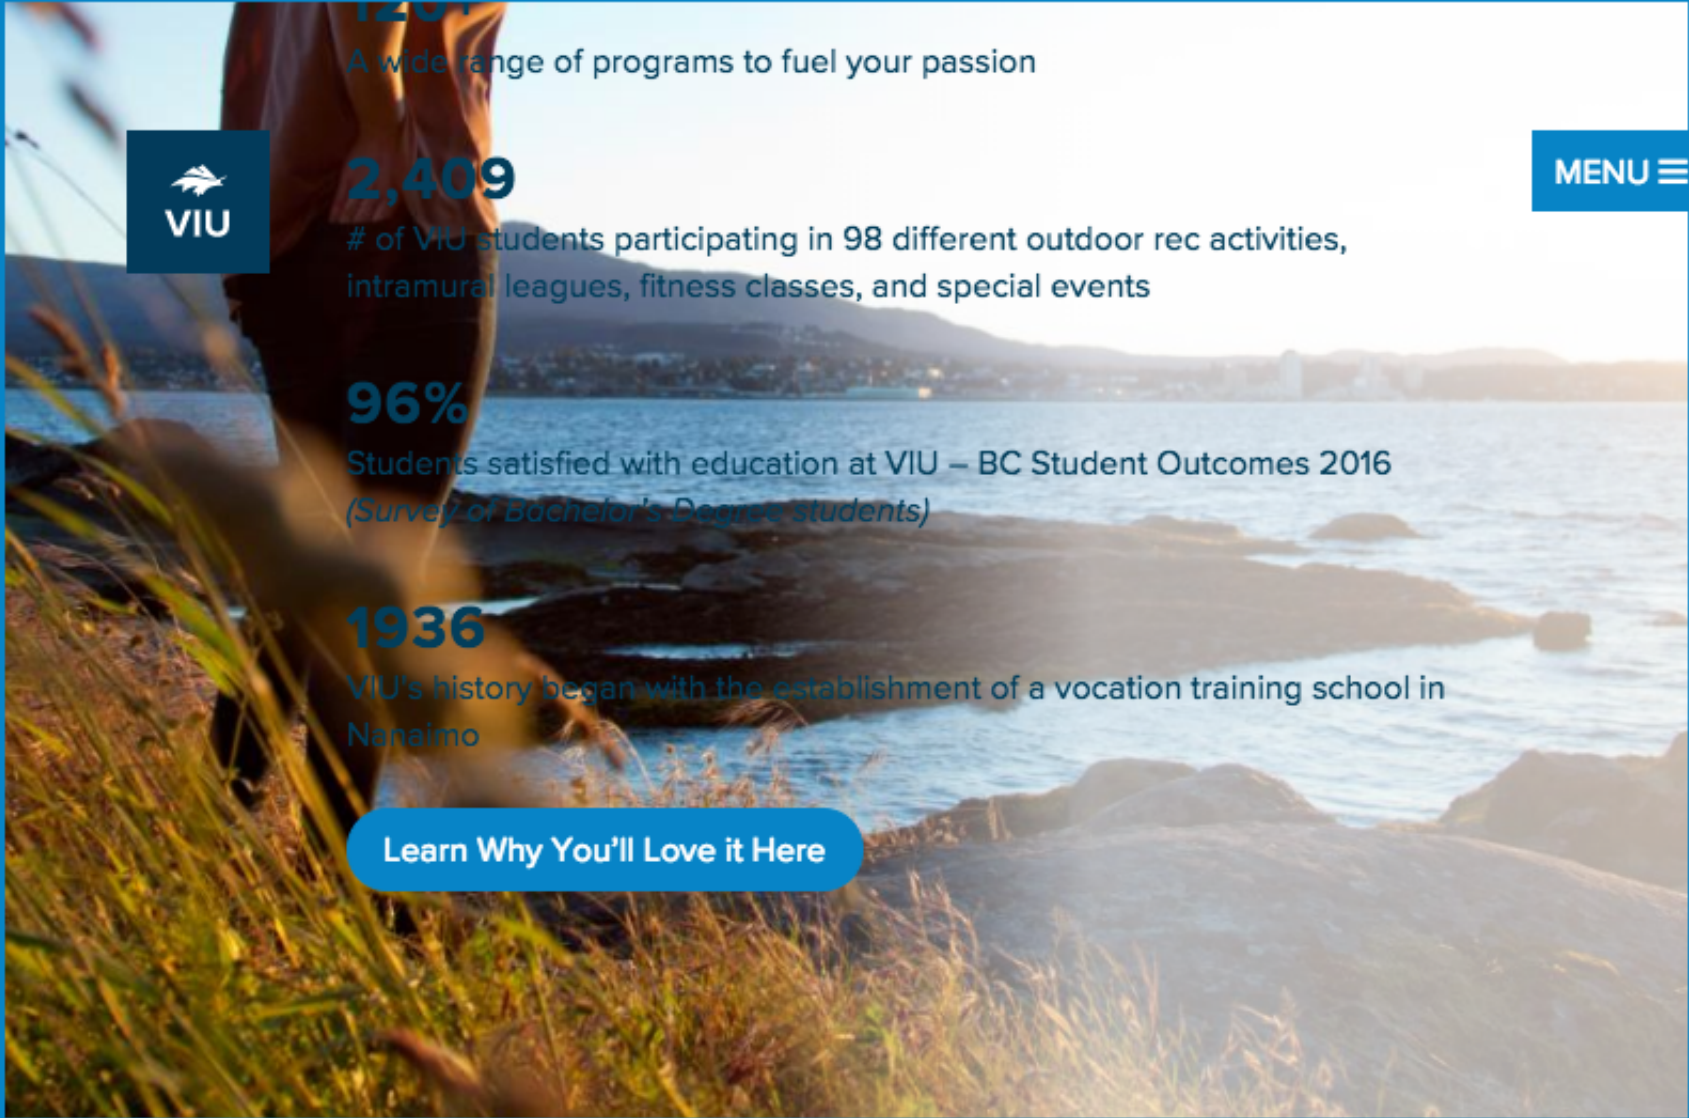 120+
A wide range of programs to fuel your passion
VIU
MENU
2,409
# of VIU students participating in 98 different outdoor rec activities,
intramural leagues, fitness classes, and special events
96%
Students satisfied with education at VIU – BC Student Outcomes 2016
(Survey of Bachelor's Degree students)
1936
VIU's history began with the establishment of a vocation training school in
Nanaimo
Learn Why You'll Love it Here